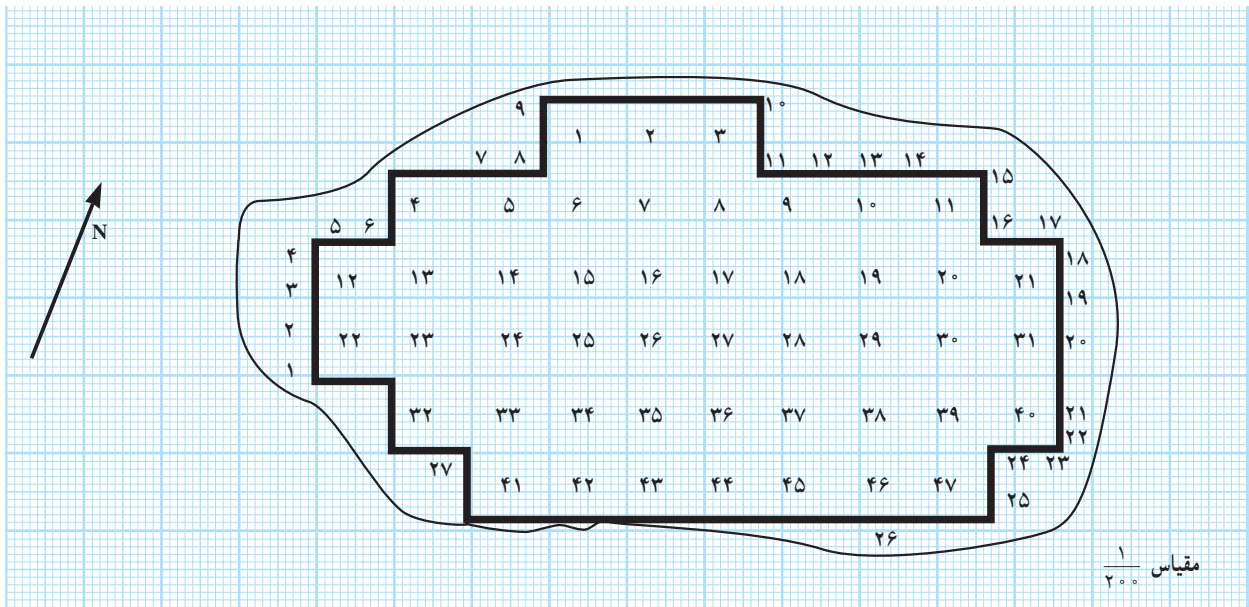 ۹ ۱۰
۱ ۲ ۳
۷ ۸ ۱۱ ۱۲ ۱۳ ۱۴
۱۵
۴ ۵ ۶ ۷ ۸ ۹ ۱۰ ۱۱
۵ ۶ ۱۶ ۱۷
N
۴ ۱۸
۱۲ ۱۳ ۱۴ ۱۵ ۱۶ ۱۷ ۱۸ ۱۹ ۲۰ ۲۱
۳ ۱۹
۲ ۲۲ ۲۳ ۲۴ ۲۵ ۲۶ ۲۷ ۲۸ ۲۹ ۳۰ ۳۱ ۲۰
۱
۳۲ ۳۳ ۳۴ ۳۵ ۳۶ ۳۷ ۳۸ ۳۹ ۴۰ ۲۱
۲۲
۲۷ ۲۴ ۲۳
۴۱ ۴۲ ۴۳ ۴۴ ۴۵ ۴۶ ۴۷ ۲۵
۲۶
مقیاس ۱/۲۰۰